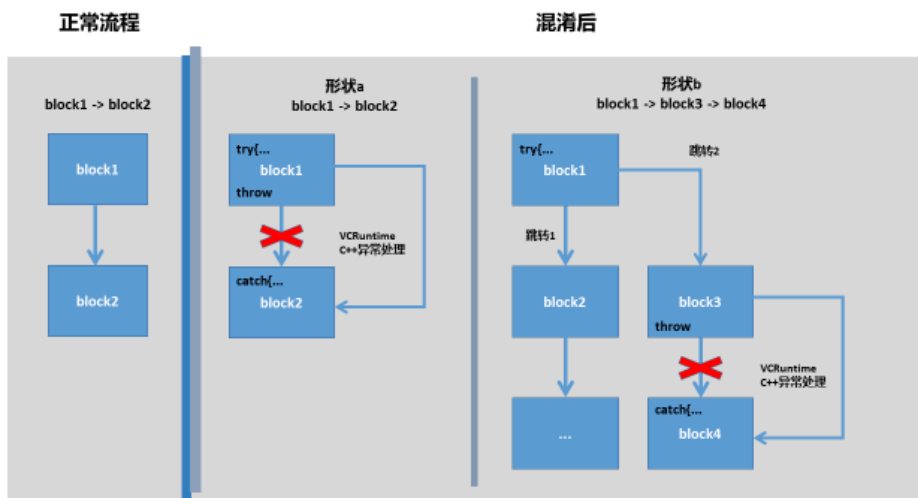 正常流程
混淆后
block1 -> block2
block1
block2
形状a
block1 -> block2
try{...
block1
throw
VCRuntime
C++异常处理
catch{...
block2
形状b
block1 -> block3 -> block4
try{...
block1
跳转2
跳转1
block2
block3
throw
VCRuntime
C++异常处理
...
catch{...
block4